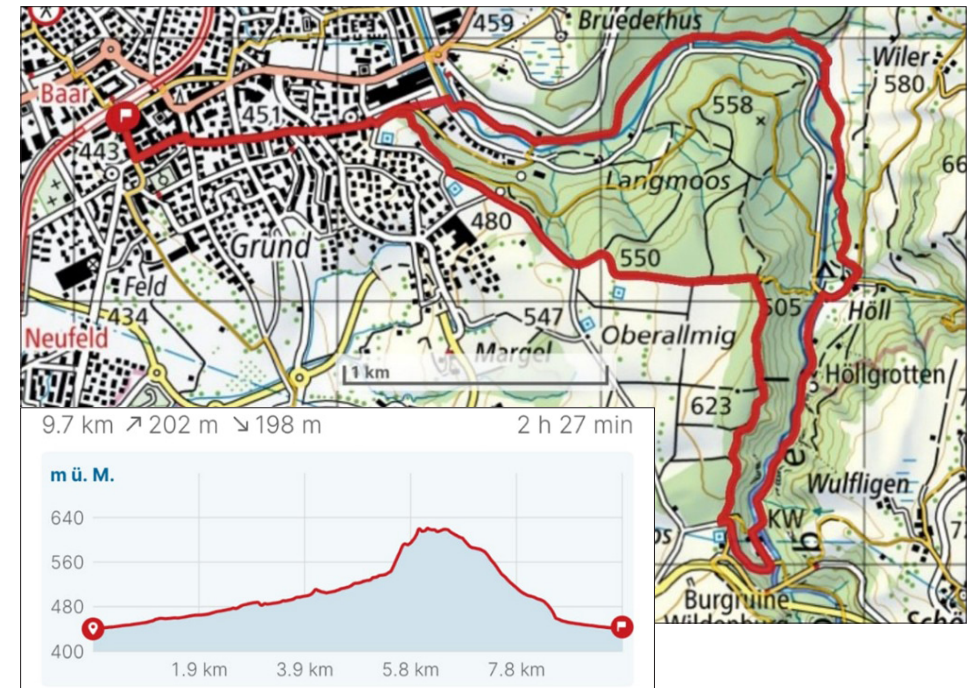 459
Bruederhus
Wiler
580
Baar
451
558
443
66
Langmoos
480
Grund
550
Feld
505
434
Höll
547
Oberallmig
Neufeld
Margel
1 km
Höllgrotten
623
9.7 km ↗ 202 m ↘ 198 m
2 h 27 min
m ü. M.
Wulfligen
640
KW
560
480
Burgruine
Wildenburg
400
1.9 km
3.9 km
5.8 km
7.8 km